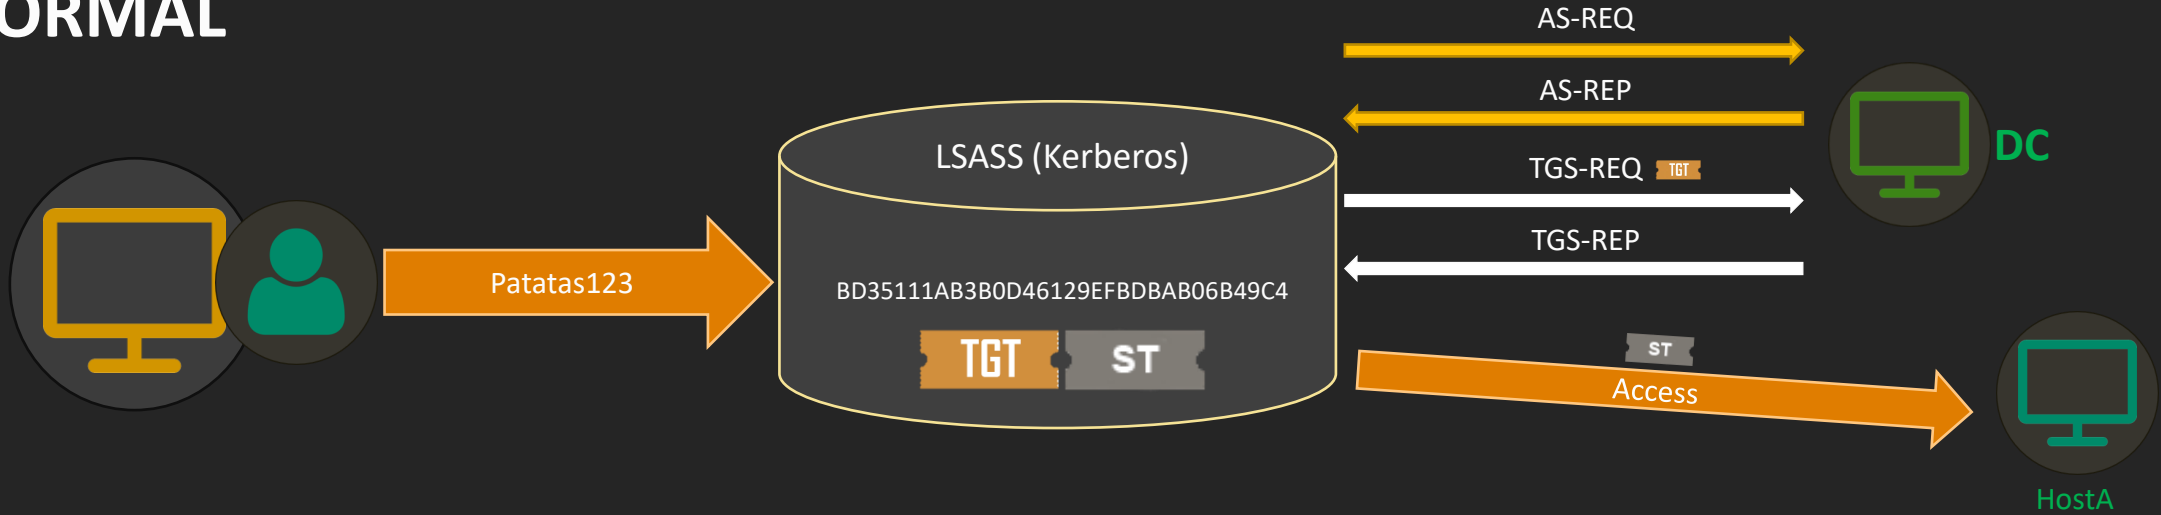 ORMAL
AS-REQ
AS-REP
DC
LSASS (Kerberos)
TGS-REQ TGT
TGS-REP
Patatas123
BD35111AB3B0D46129EFBDBAB06B49C4
TGT ST
ST
Access
HostA